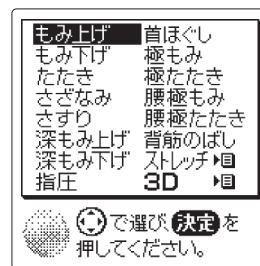 もみ上げ 首ほぐし
もみ下げ 極もみ
たたき 極たたき
さざなみ 腰極もみ
さすり 腰極たたき
深もみ上げ 背筋のばし
深もみ下げ ストレッチ
指圧 3D
で選び、決定を
押してください。